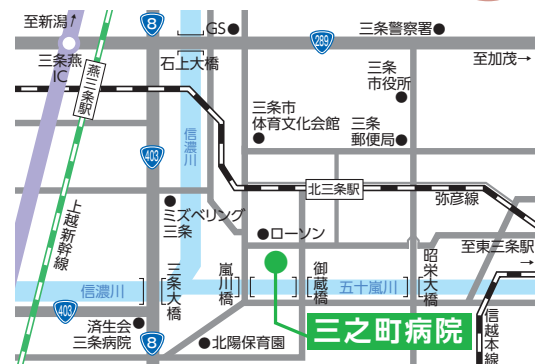 至新潟↗
8
GS
289
三条警察署
至加茂→
三条燕
IC
燕三条駅
石上大橋
三条
市役所
三条市
体育文化会館
三条
郵便局
信濃川
403
北三条駅
弥彦線
上越新幹線
ミズベリング
三条
ローソン
至東三条駅
→
信濃川
三条大橋
嵐川橋
御蔵橋
五十嵐川
昭栄大橋
403
済生会
三条病院
8
北陽保育園
三之町病院
信越本線